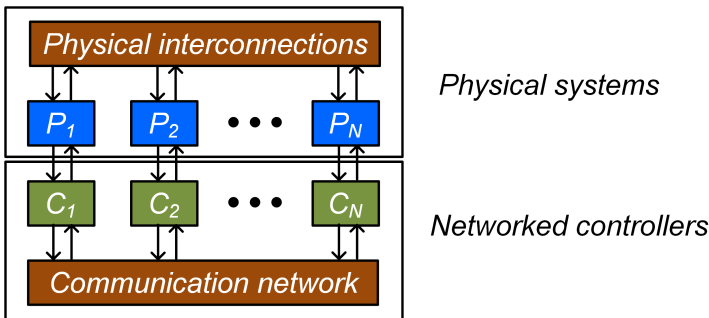 Physical interconnections
Physical systems
P1 P2 ••• PN
C1 C2 ••• CN
Networked controllers
Communication network